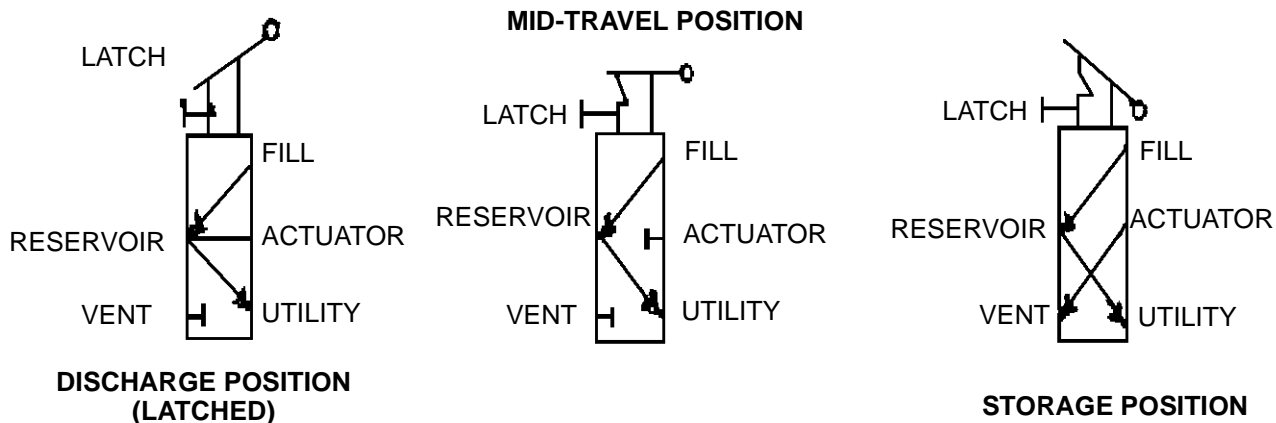 MID-TRAVEL POSITION
LATCH
FILL
RESERVOIR
ACTUATOR
VENT
UTILITY
DISCHARGE POSITION
(LATCHED)
LATCH
FILL
RESERVOIR
ACTUATOR
VENT
UTILITY
LATCH
FILL
RESERVOIR
ACTUATOR
VENT
UTILITY
STORAGE POSITION